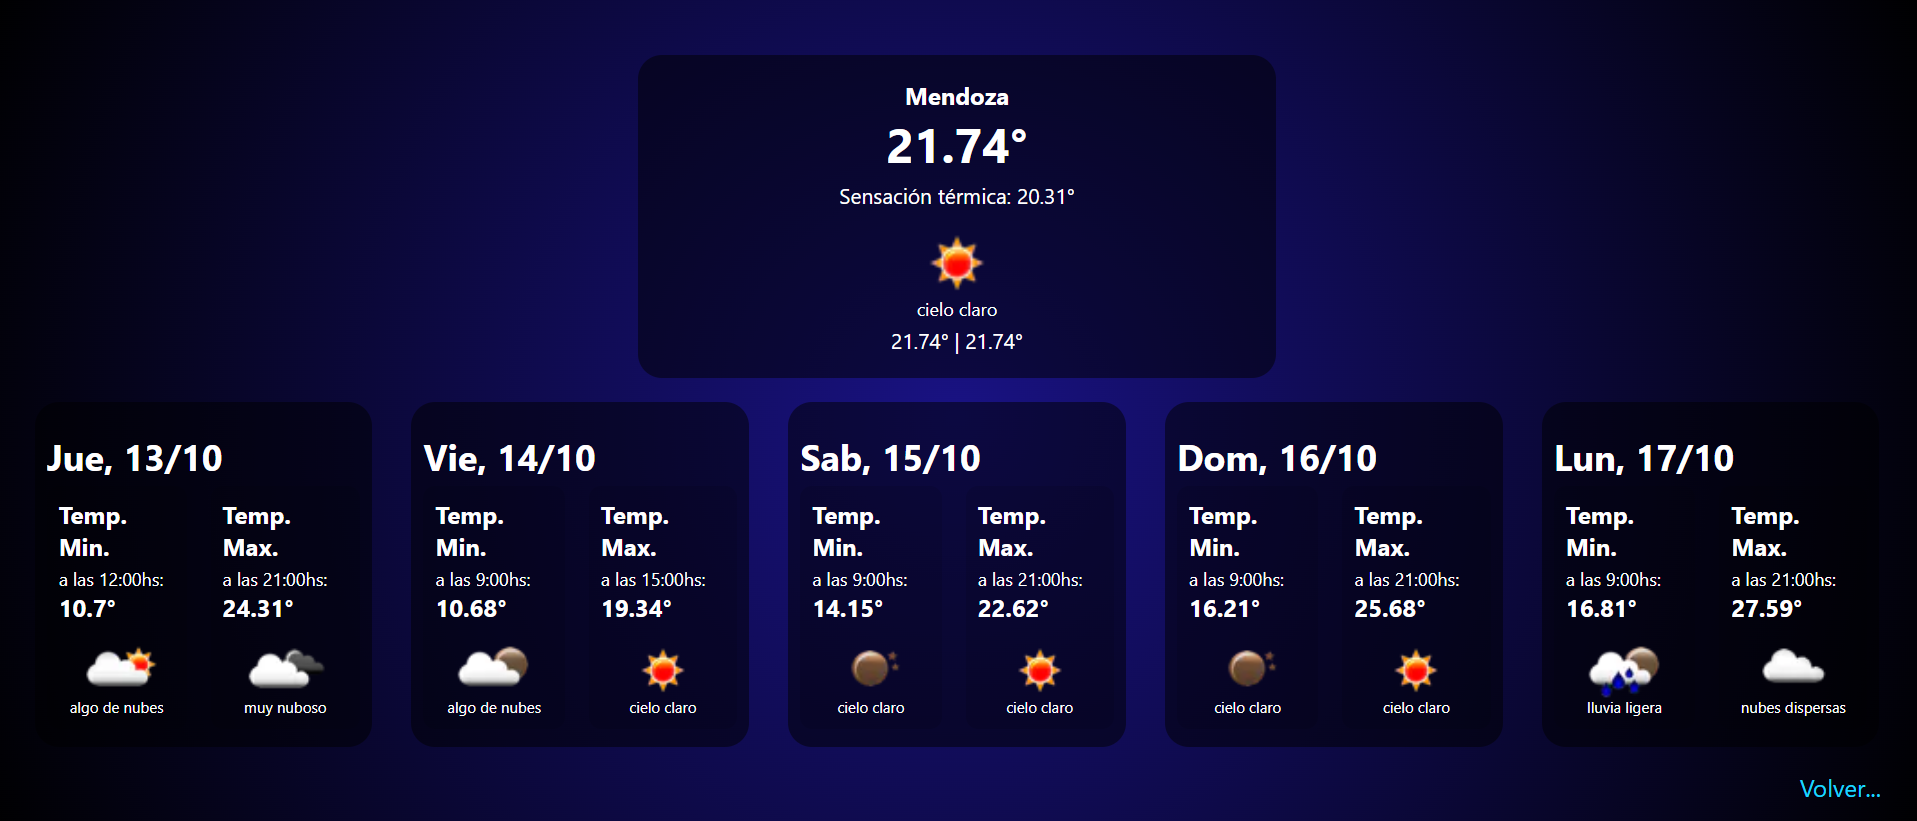 Mendoza
21.74°
Sensación térmica: 20.31°
cielo claro
21.74° | 21.74°
Jue, 13/10
Temp.
Min.
a las 12:00hs:
10.7°
algo de nubes
Temp.
Max.
a las 21:00hs:
24.31°
muy nuboso
Vie, 14/10
Temp.
Min.
a las 9:00hs:
10.68°
algo de nubes
Temp.
Max.
a las 15:00hs:
19.34°
cielo claro
Sab, 15/10
Temp.
Min.
a las 9:00hs:
14.15°
cielo claro
Temp.
Max.
a las 21:00hs:
22.62°
cielo claro
Dom, 16/10
Temp.
Min.
a las 9:00hs:
16.21°
cielo claro
Temp.
Max.
a las 21:00hs:
25.68°
cielo claro
Lun, 17/10
Temp.
Min.
a las 9:00hs:
16.81°
lluvia ligera
Temp.
Max.
a las 21:00hs:
27.59°
nubes dispersas
Volver...